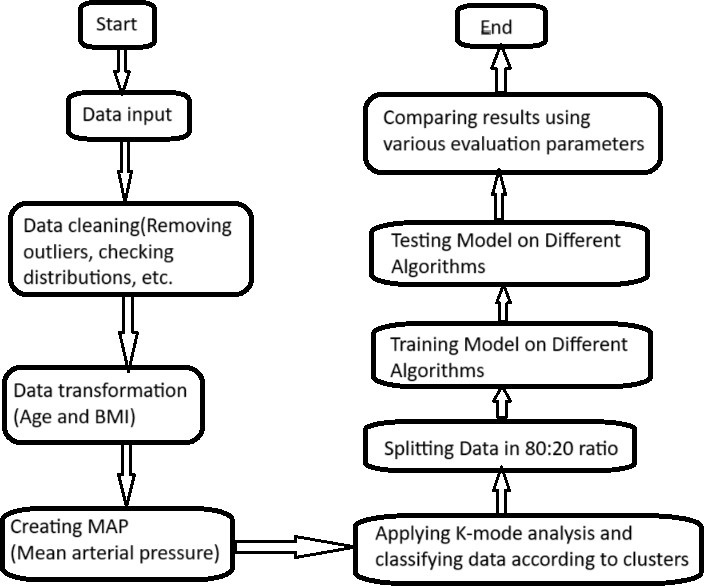 Start
Data input
Data cleaning(Removing
outliers, checking
distributions, etc.
Data transformation
(Age and BMI)
Creating MAP
(Mean arterial pressure)
Applying K-mode analysis and
classifying data according to clusters
Splitting Data in 80:20 ratio
Training Model on Different
Algorithms
Testing Model on Different
Algorithms
Comparing results using
various evaluation parameters
End